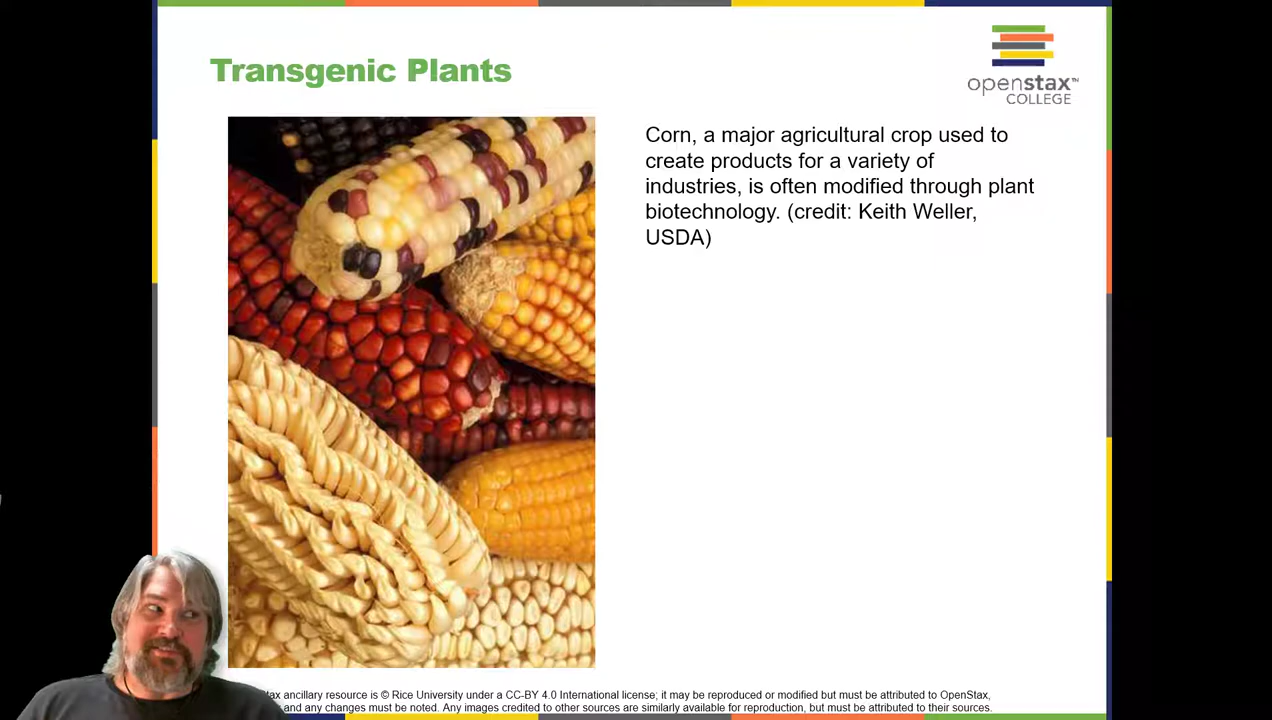 Transgenic Plants
openstax™
COLLEGE
Corn, a major agricultural crop used to
create products for a variety of
industries, is often modified through plant
biotechnology. (credit: Keith Weller,
USDA)
ancillary resource is © Rice University under a CC-BY 4.0 International license; it may be reproduced or modified but must be attributed to OpenStax,
and any changes must be noted. Any images credited to other sources are similarly available for reproduction, but must be attributed to their sources.